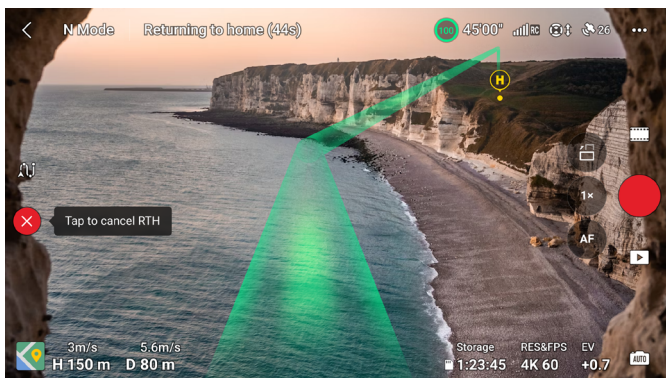 N Mode
Returning to home (44s)
100
45'00"
RC
26
H
1×
Tap to cancel RTH
AF
3m/s
5.6m/s
H 150 m
D 80 m
Storage
RES&FPS
EV
1:23:45
4K 60
+0.7
AUTO